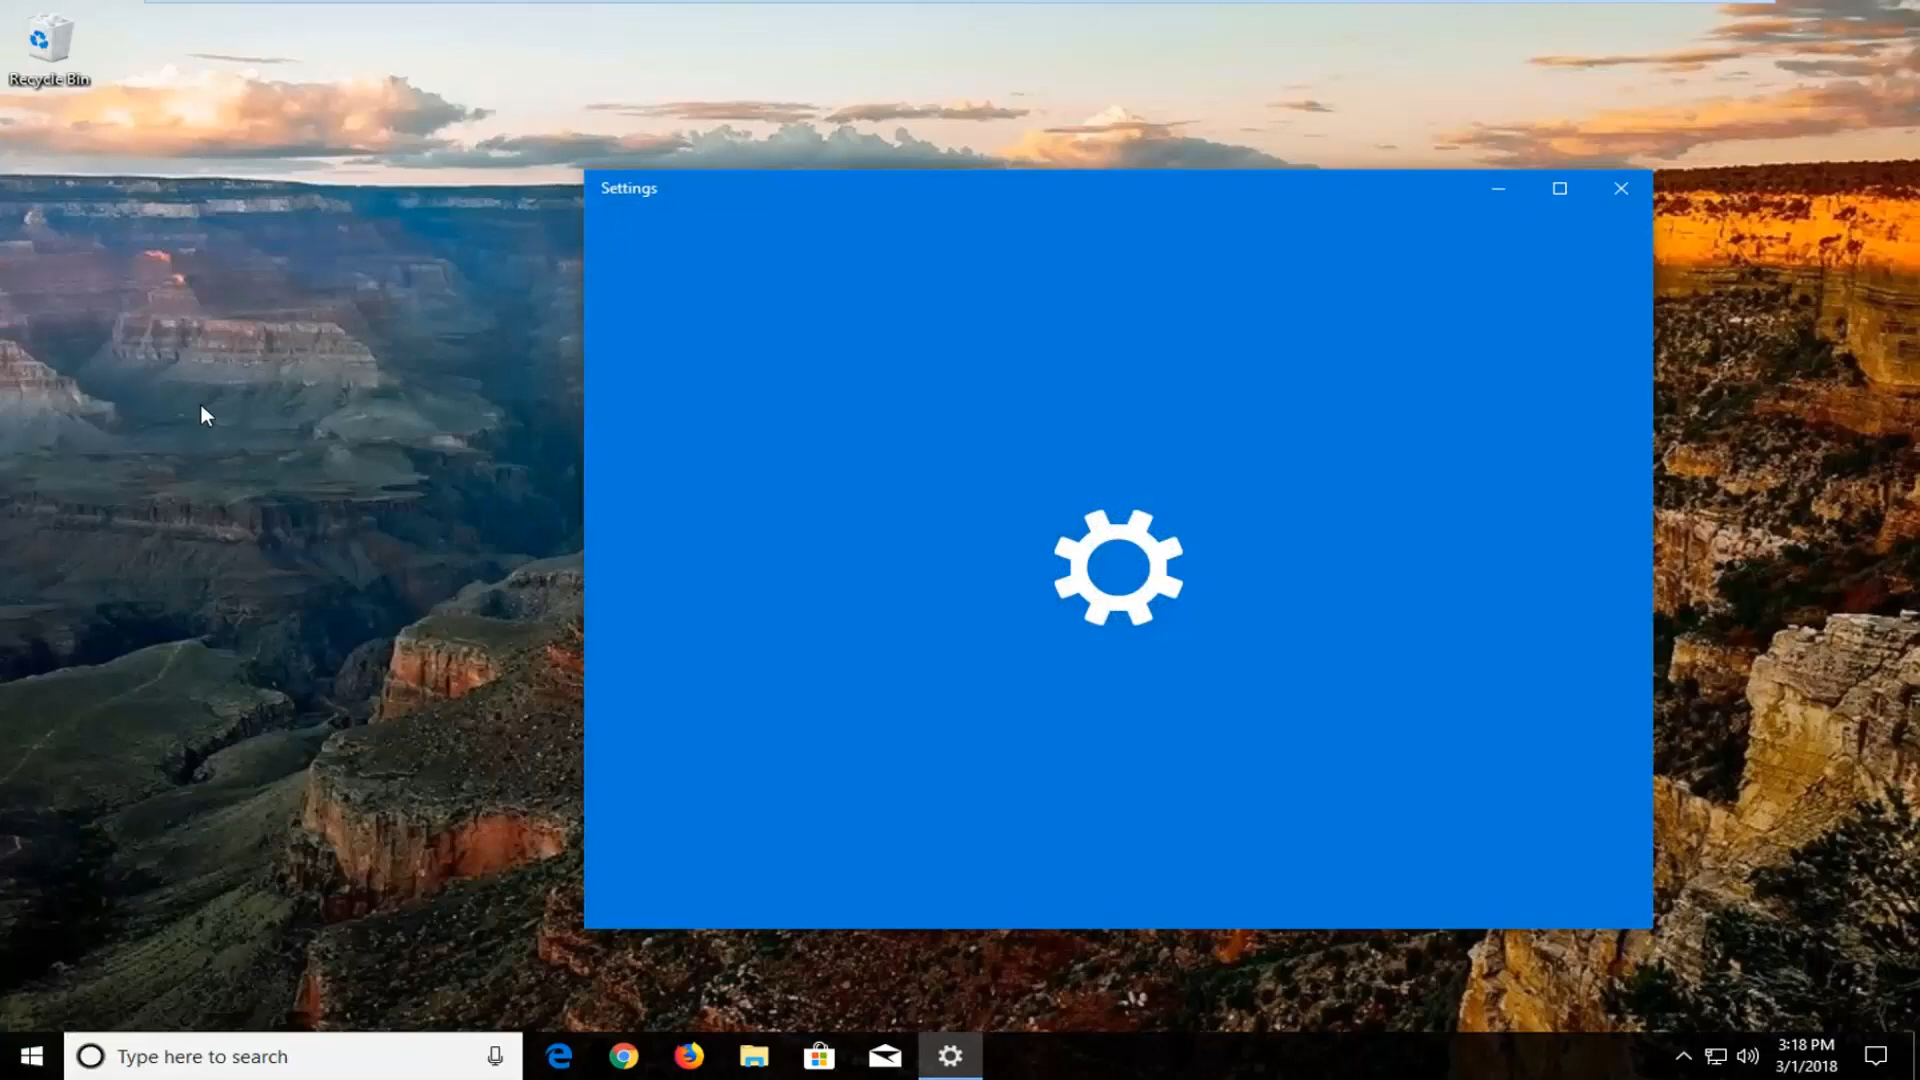 Recycle Bin
Settings
Type here to search
3:18 PM
3/1/2018